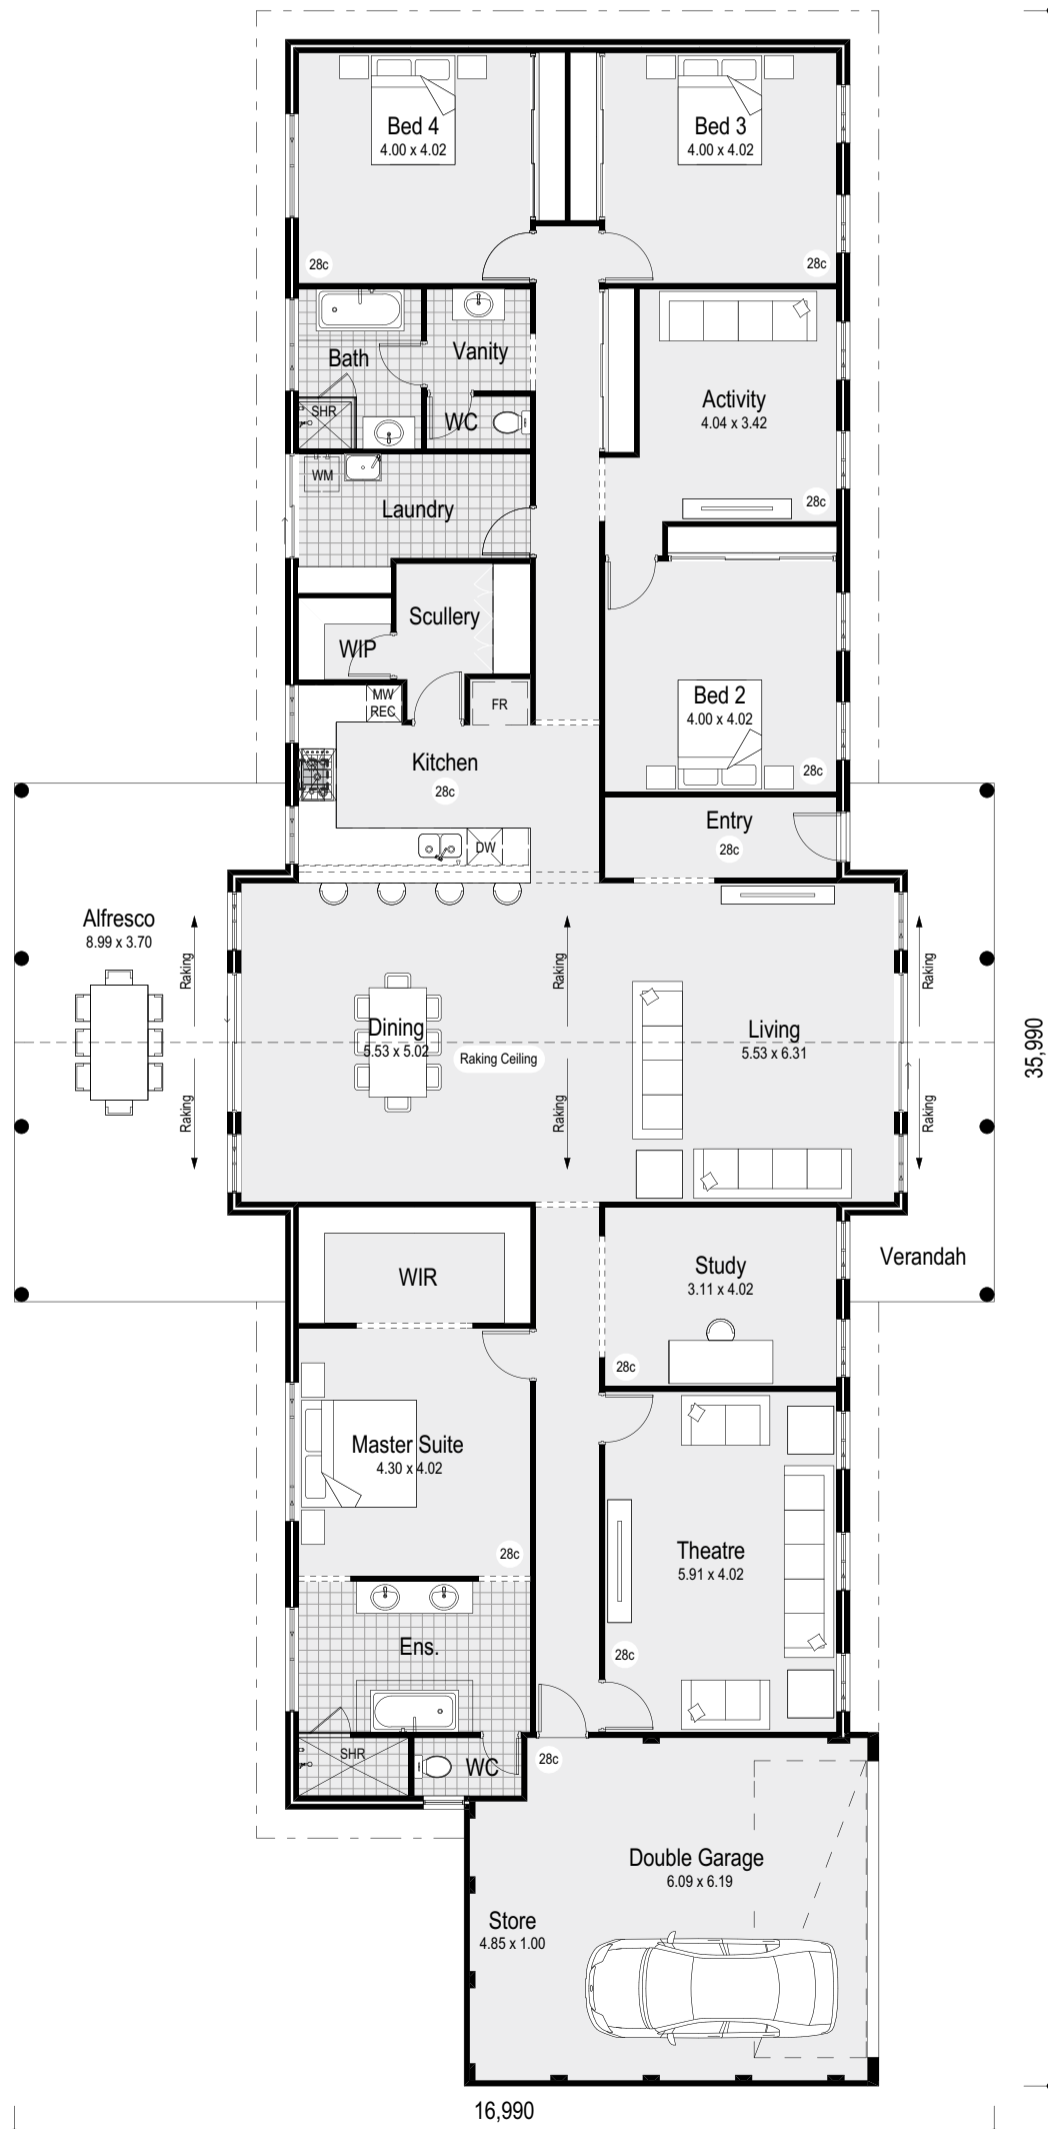 Bed 4
4.00 x 4.02
Bed 3
4.00 x 4.02
28c
28c
Bath
Vanity
SHR
WC
Activity
4.04 x 3.42
WM
Laundry
28c
Scullery
WIP
MW
REC
FR
Bed 2
4.00 x 4.02
Kitchen
28c
28c
DW
Entry
28c
Alfresco
8.99 x 3.70
Raking
Raking
Raking
Dining
5.53 x 5.02
Raking Ceiling
Living
5.53 x 6.31
35,990
Raking
Raking
Raking
WIR
Study
3.11 x 4.02
Verandah
28c
Master Suite
4.30 x 4.02
28c
Theatre
5.91 x 4.02
Ens.
28c
SHR
WC
28c
Double Garage
6.09 x 6.19
Store
4.85 x 1.00
16,990